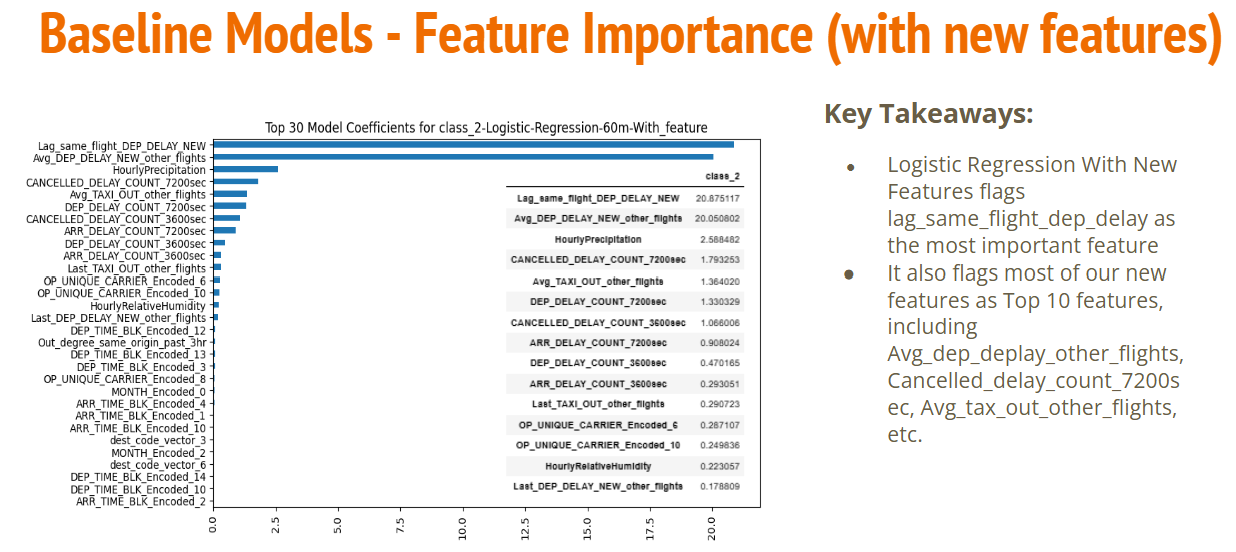 Baseline Models - Feature Importance (with new features)
Top 30 Model Coefficients for class_2-Logistic-Regression-60m-With_feature
Lag_same_flight_DEP_DELAY_NEW
Avg_DEP_DELAY_NEW_other_flights
HourlyPrecipitation
CANCELLED_DELAY_COUNT_7200sec
Avg_TAXI_OUT_other_flights
DEP_DELAY_COUNT_7200sec
CANCELLED_DELAY_COUNT_3600sec
ARR_DELAY_COUNT_7200sec
DEP_DELAY_COUNT_3600sec
ARR_DELAY_COUNT_3600sec
Last_TAXI_OUT_other_flights
OP_UNIQUE_CARRIER_Encoded_6
OP_UNIQUE_CARRIER_Encoded_10
HourlyRelativeHumidity
Last_DEP_DELAY_NEW_other_flights
DEP_TIME_BLK_Encoded_12
Out_degree_same_origin_past_3hr
DEP_TIME_BLK_Encoded_13
DEP_TIME_BLK_Encoded_3
OP_UNIQUE_CARRIER_Encoded_8
MONTH_Encoded_0
ARR_TIME_BLK_Encoded_4
ARR_TIME_BLK_Encoded_1
ARR_TIME_BLK_Encoded_10
dest_code_vector_3
MONTH_Encoded_2
dest_code_vector_6
DEP_TIME_BLK_Encoded_14
DEP_TIME_BLK_Encoded_10
ARR_TIME_BLK_Encoded_2
0.0 2.5 5.0 7.5 10.0 12.5 15.0 17.5 20.0
class_2
Lag_same_flight_DEP_DELAY_NEW 20.875117
Avg_DEP_DELAY_NEW_other_flights 20.050802
HourlyPrecipitation 2.588482
CANCELLED_DELAY_COUNT_7200sec 1.793253
Avg_TAXI_OUT_other_flights 1.364020
DEP_DELAY_COUNT_7200sec 1.330329
CANCELLED_DELAY_COUNT_3600sec 1.066006
ARR_DELAY_COUNT_7200sec 0.908024
DEP_DELAY_COUNT_3600sec 0.470165
ARR_DELAY_COUNT_3600sec 0.293051
Last_TAXI_OUT_other_flights 0.290723
OP_UNIQUE_CARRIER_Encoded_6 0.287107
OP_UNIQUE_CARRIER_Encoded_10 0.249836
HourlyRelativeHumidity 0.223057
Last_DEP_DELAY_NEW_other_flights 0.178809
Key Takeaways:
● Logistic Regression With New
Features flags
lag_same_flight_dep_delay as
the most important feature
● It also flags most of our new
features as Top 10 features,
including
Avg_dep_deplay_other_flights,
Cancelled_delay_count_7200s
ec, Avg_tax_out_other_flights,
etc.